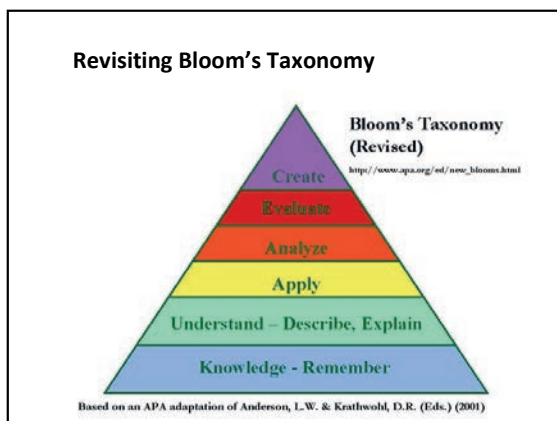 Revisiting Bloom’s Taxonomy
Bloom's Taxonomy
(Revised)
http://www.apa.org/ed/new_blooms.html
Create
Evaluate
Analyze
Apply
Understand – Describe, Explain
Knowledge - Remember
Based on an APA adaptation of Anderson, L.W. & Krathwohl, D.R. (Eds.) (2001)